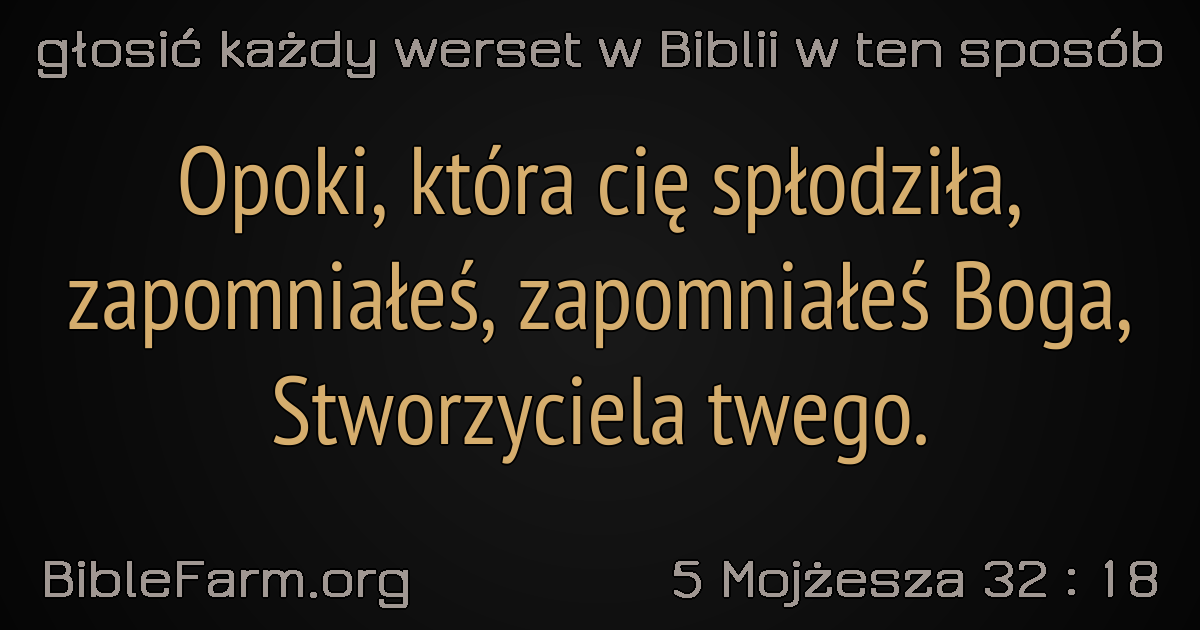 głosić każdy werset w Biblii w ten sposób
Opoki, która cię spłodziła,
zapomniałeś, zapomniałeś Boga,
Stworzyciela twego.
BibleFarm.org
5 Mojżesza 32 : 18